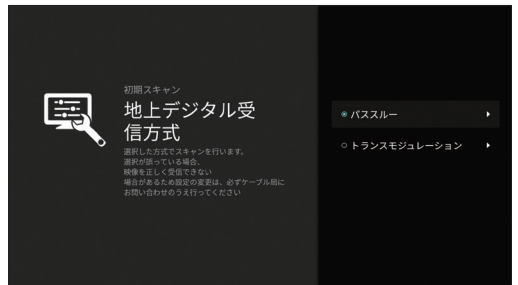 初期スキャン
地上デジタル受
信方式
選択した方式でスキャンを行います。
選択が誤っている場合、
映像を正しく受信できない
場合があるため設定の変更は、必ずケーブル局に
お問い合わせのうえ行ってください
パススルー
トランスモジュレーション